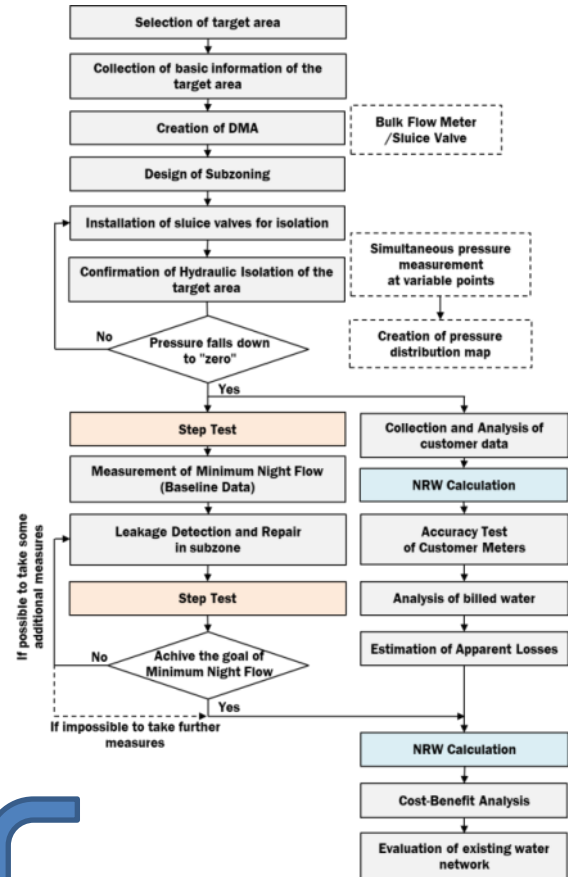 Selection of target area
Collection of basic information of the
target area
Creation of DMA
Bulk Flow Meter
/Sluice Valve
Design of Subzoning
Installation of sluice valves for isolation
Confirmation of Hydraulic Isolation of the
target area
Simultaneous pressure
measurement
at variable points
No
Pressure falls down
to "zero"
Creation of pressure
distribution map
Yes
Step Test
Measurement of Minimum Night Flow
(Baseline Data)
Leakage Detection and Repair
in subzone
Step Test
If possible to take some
additional measures
No
Achive the goal of
Minimum Night Flow
Yes
If impossible to take further
measures
Collection and Analysis of
customer data
NRW Calculation
Accuracy Test
of Customer Meters
Analysis of billed water
Estimation of Apparent Losses
NRW Calculation
Cost-Benefit Analysis
Evaluation of existing water
network